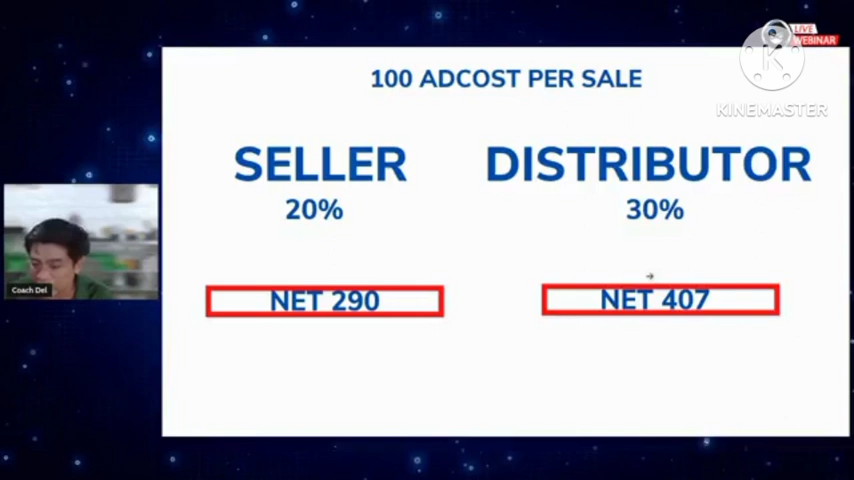 LIVE
WEBINAR
K
KINEMASTER
100 ADCOST PER SALE
SELLER
DISTRIBUTOR
20%
30%
NET 290
NET 407
Coach Del